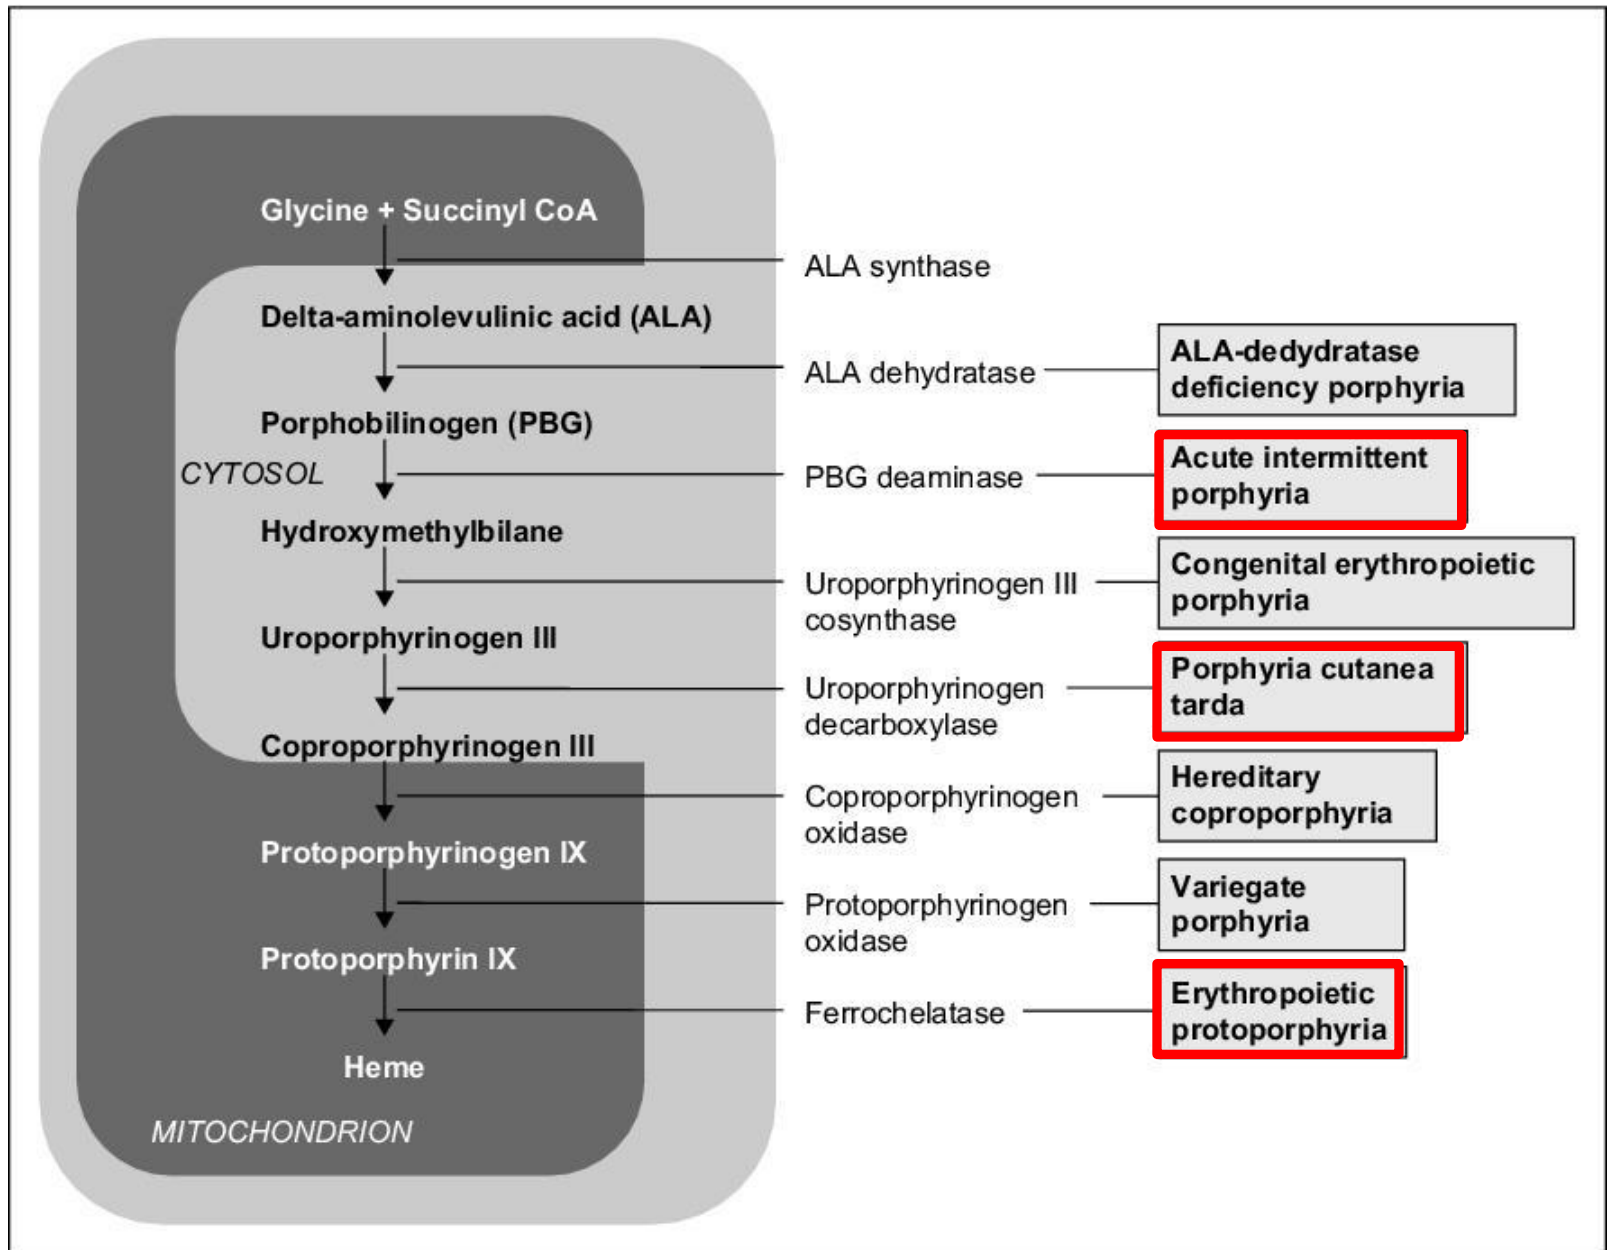 Glycine + Succinyl CoA
ALA synthase
Delta-aminolevulinic acid (ALA)
ALA dehydratase
ALA-dedydratase
deficiency porphyria
Porphobilinogen (PBG)
CYTOSOL
PBG deaminase
Acute intermittent
porphyria
Hydroxymethylbilane
Uroporphyrinogen III
cosynthase
Congenital erythropoietic
porphyria
Uroporphyrinogen III
Uroporphyrinogen
decarboxylase
Porphyria cutanea
tarda
Coproporphyrinogen III
Coproporphyrinogen
oxidase
Hereditary
coproporphyria
Protoporphyrinogen IX
Protoporphyrinogen
oxidase
Variegate
porphyria
Protoporphyrin IX
Ferrochelatase
Erythropoietic
protoporphyria
Heme
MITOCHONDRION